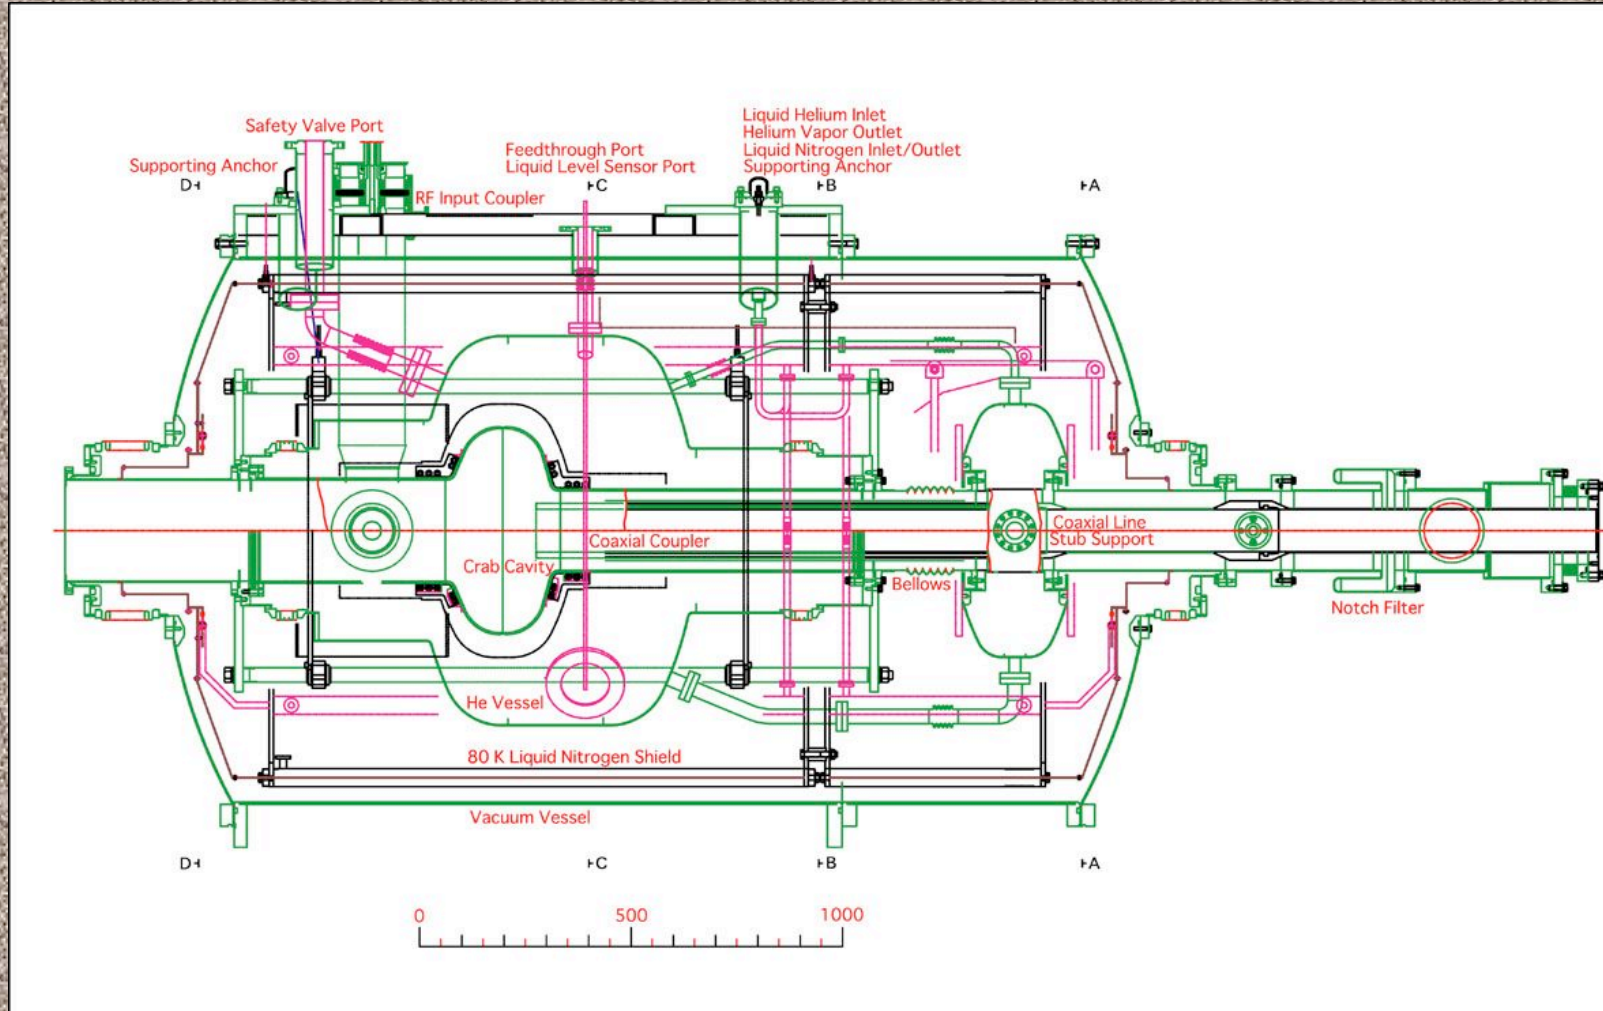 Liquid Helium Inlet
Helium Vapor Outlet
Liquid Nitrogen Inlet/Outlet
Supporting Anchor
Safety Valve Port
Supporting Anchor
Feedthrough Port
Liquid Level Sensor Port
RF Input Coupler
D
C
B
A
Coaxial Line
Stub Support
Coaxial Coupler
Crab Cavity
Bellows
Notch Filter
He Vessel
80 K Liquid Nitrogen Shield
Vacuum Vessel
D
C
B
A
0 500 1000